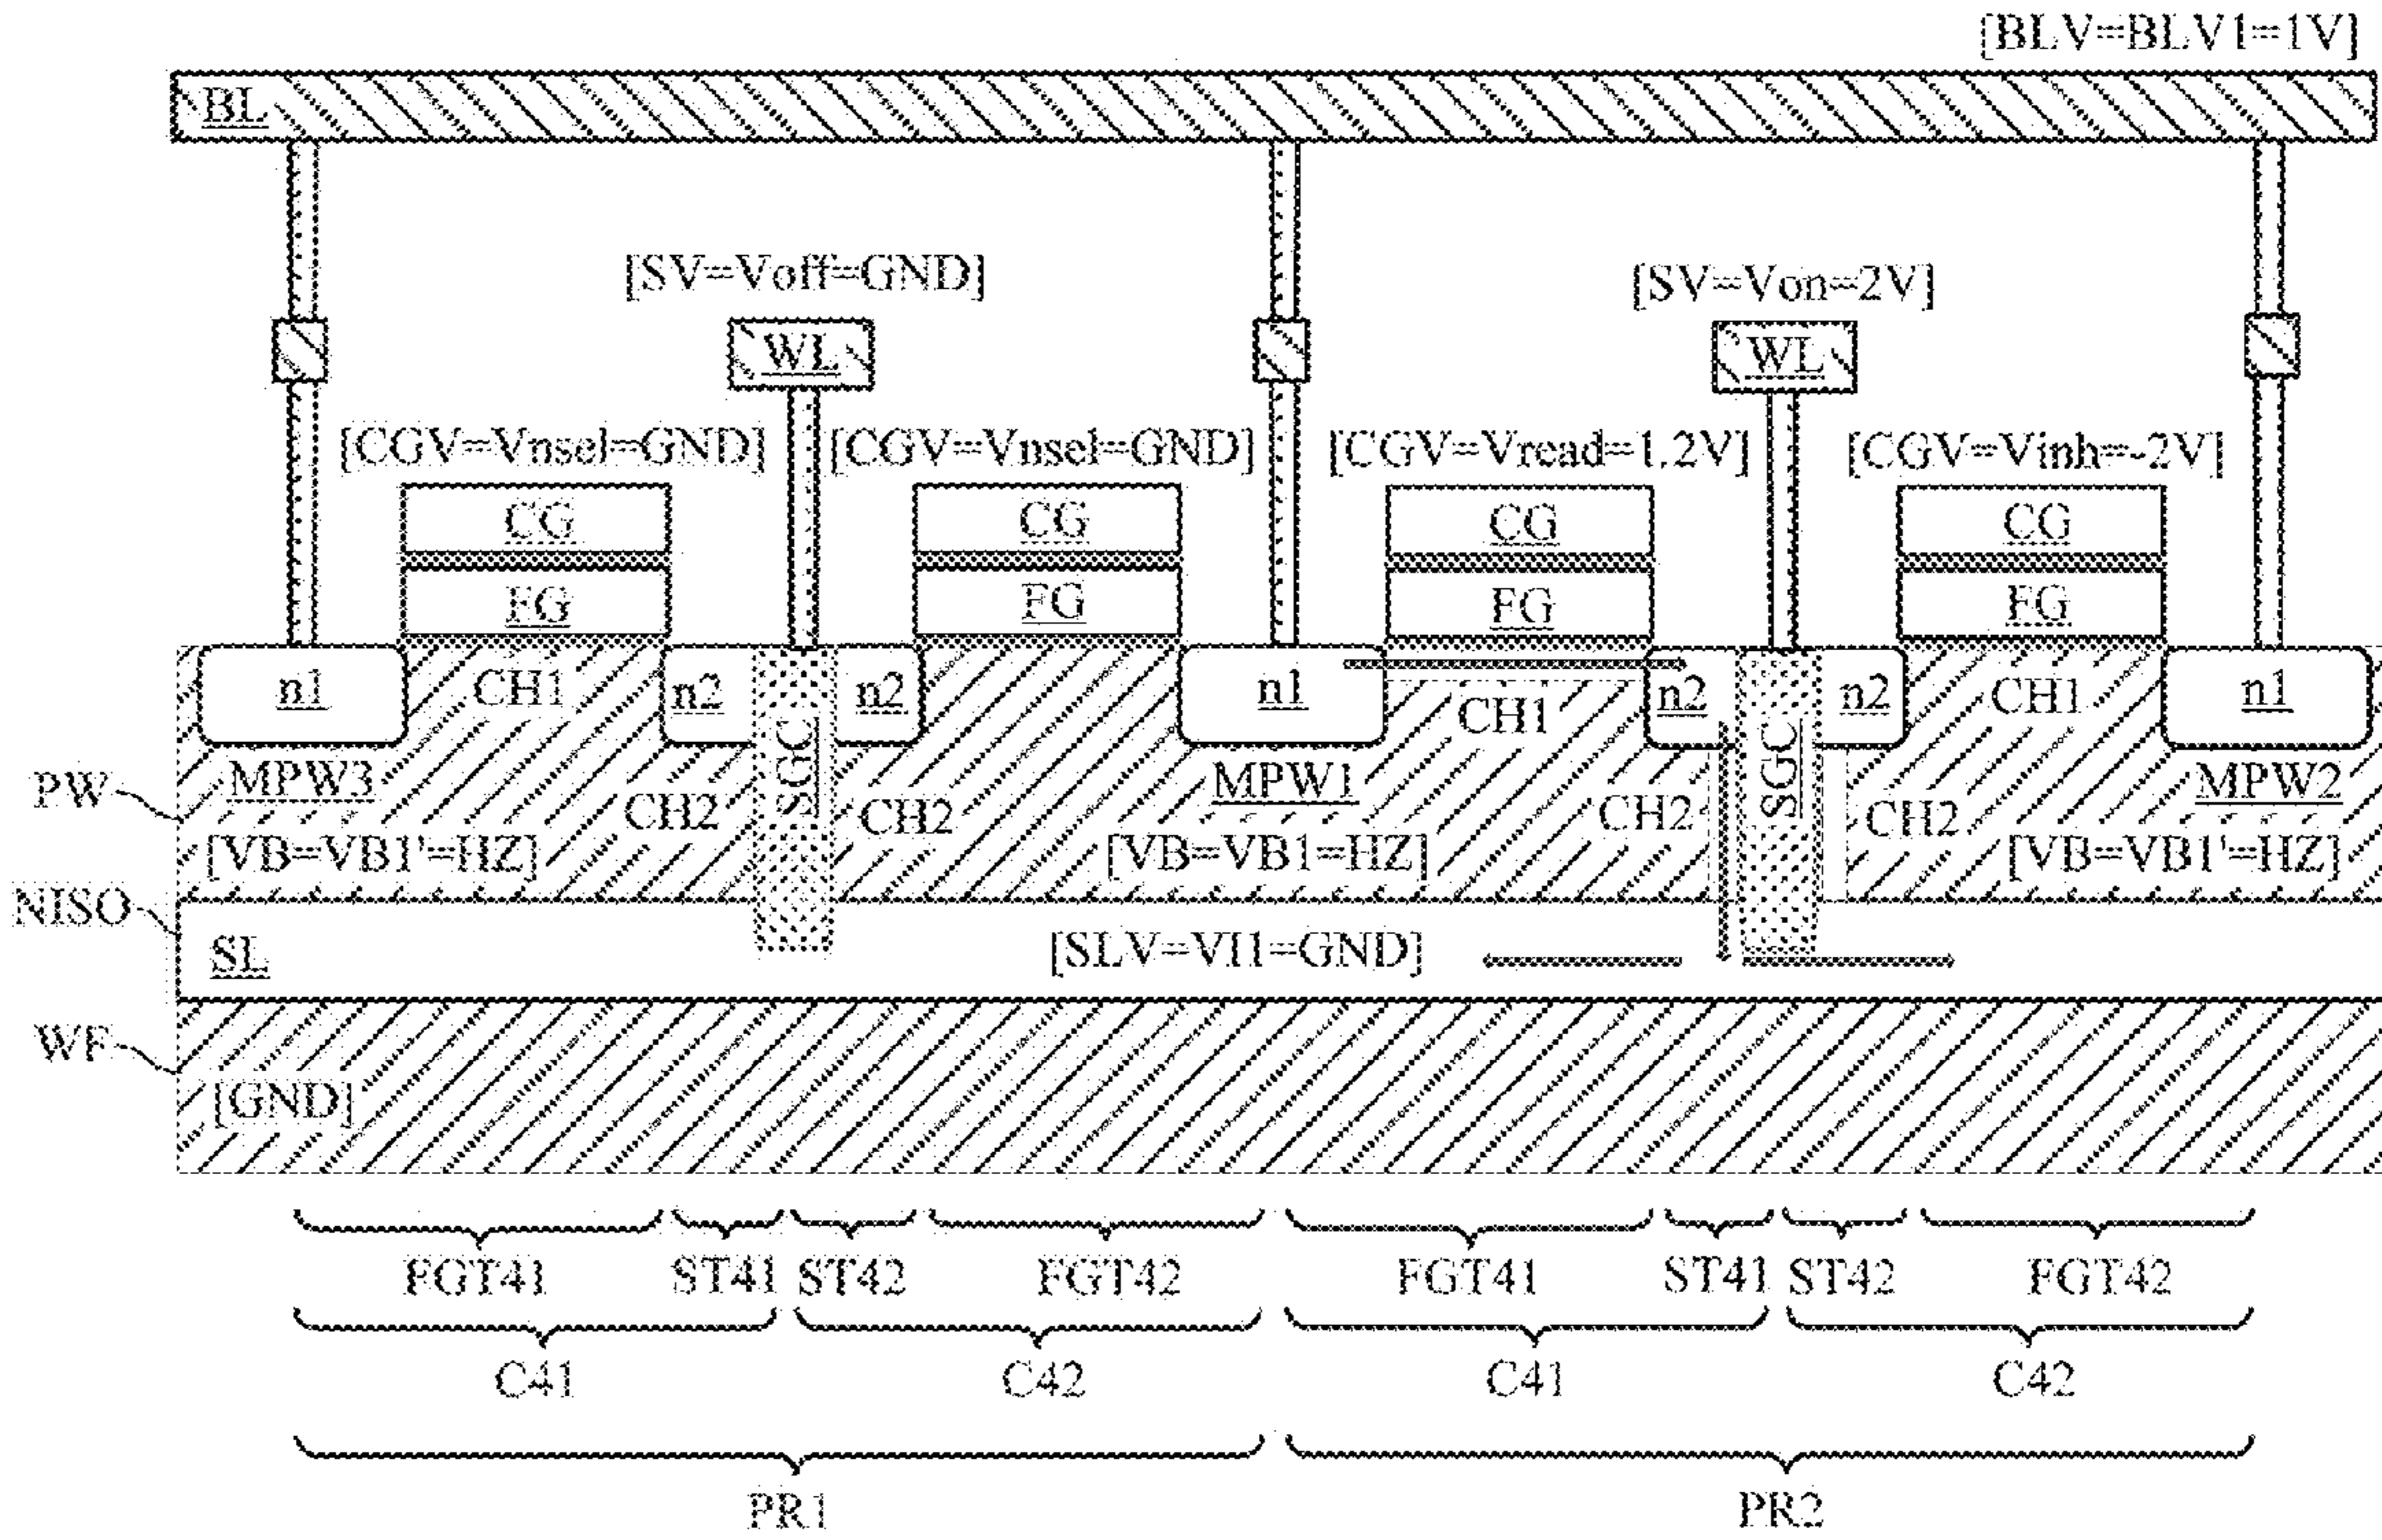 [BLV=BLV1=1V]
BL
[SV=Voff=GND] [SV=Von=2V]
WL WL
[CGV=Vnsel=GND] [CGV=Vnsel=GND] [CGV=Vread=1.2V] [CGV=Vinh=-2V]
CG CG CG CG
FG FG FG FG
n1 CH1 n2 n2 n1 CH1 n2 n2 CH1 n1
SGC SGC
PW MPW3 CH2 CH2 MPW1 CH2 CH2 MPW2
[VB=VB1'=HZ] [VB=VB1=HZ] [VB=VB1'=HZ]
NISO SL [SLV=VI1=GND]
WF
[GND]
FGT41 ST41 ST42 FGT42 FGT41 ST41 ST42 FGT42
C41 C42 C41 C42
PR1 PR2